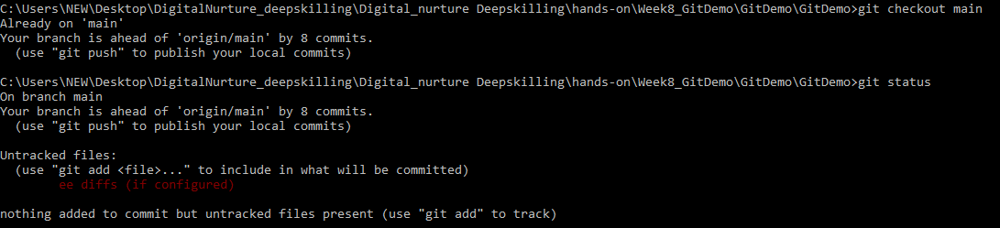 C:\Users\NEW\Desktop\DigitalNurture_deepskilling\Digital_nurture Deepskilling\hands-on\Week8_GitDemo\GitDemo\GitDemo>git checkout main
Already on 'main'
Your branch is ahead of 'origin/main' by 8 commits.
  (use "git push" to publish your local commits)
C:\Users\NEW\Desktop\DigitalNurture_deepskilling\Digital_nurture Deepskilling\hands-on\Week8_GitDemo\GitDemo\GitDemo>git status
On branch main
Your branch is ahead of 'origin/main' by 8 commits.
  (use "git push" to publish your local commits)
Untracked files:
  (use "git add <file>..." to include in what will be committed)
        ee diffs (if configured)
nothing added to commit but untracked files present (use "git add" to track)